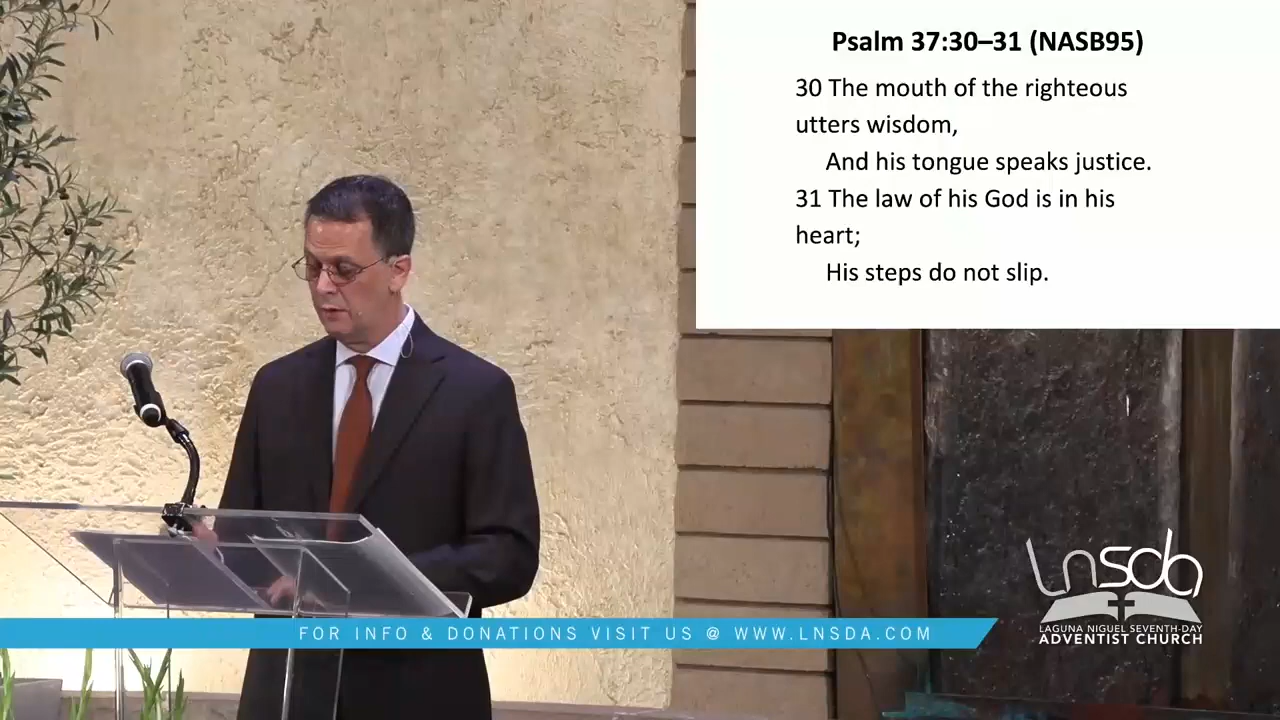 Psalm 37:30–31 (NASB95)
30 The mouth of the righteous
utters wisdom,
And his tongue speaks justice.
31 The law of his God is in his
heart;
His steps do not slip.
LNSDA
LAGUNA NIGUEL SEVENTH-DAY
ADVENTIST CHURCH
FOR INFO & DONATIONS VISIT US @ WWW.LNSDA.COM